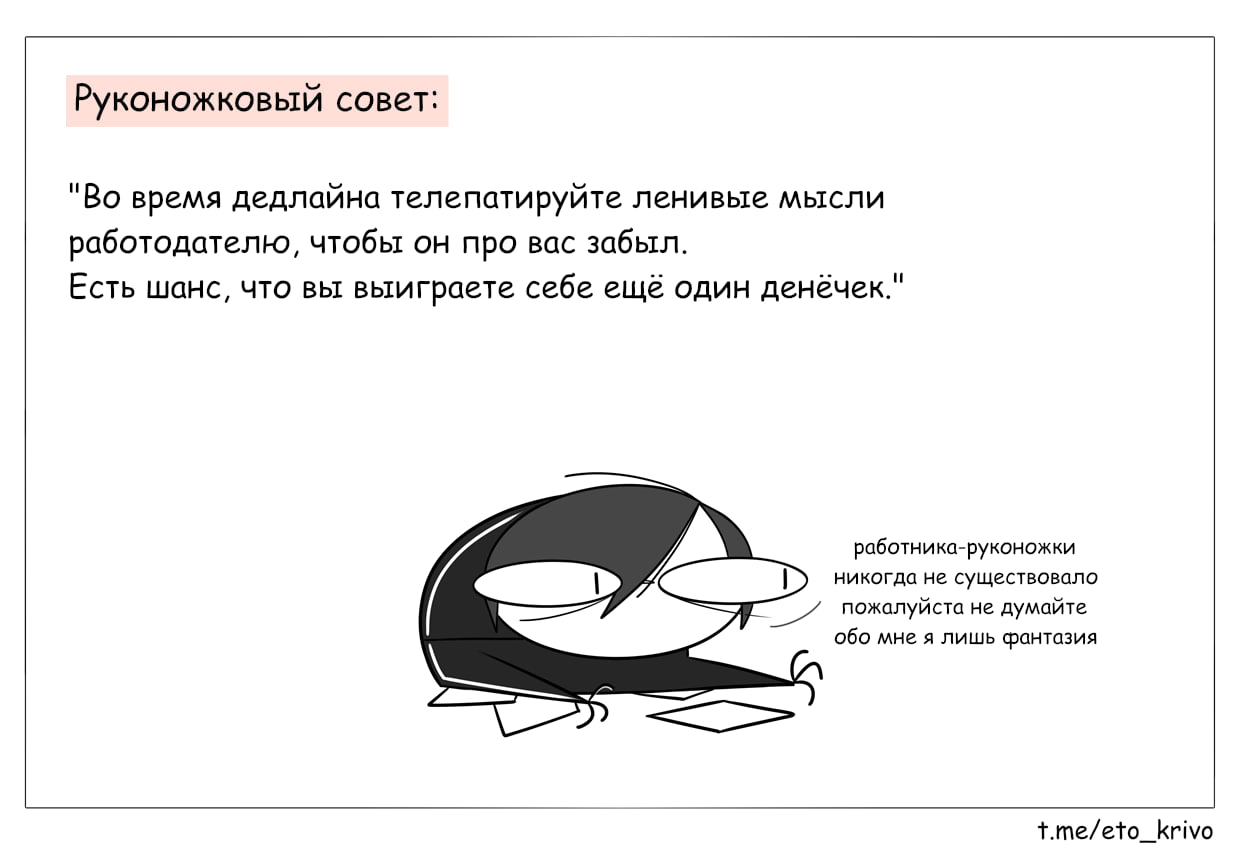 Руконожковый совет:
"Во время дедлайна телепатируйте ленивые мысли
работодателю, чтобы он про вас забыл.
Есть шанс, что вы выиграете себе ещё один денёчек."
работника-руконожки
никогда не существовало
пожалуйста не думайте
обо мне я лишь фантазия
t.me/eto_krivo